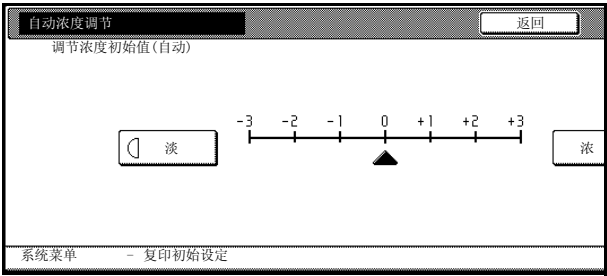 自动浓度调节
返回
调节浓度初始值(自动)
-3 -2 -1 0 +1 +2 +3
淡
浓
系统菜单 - 复印初始设定